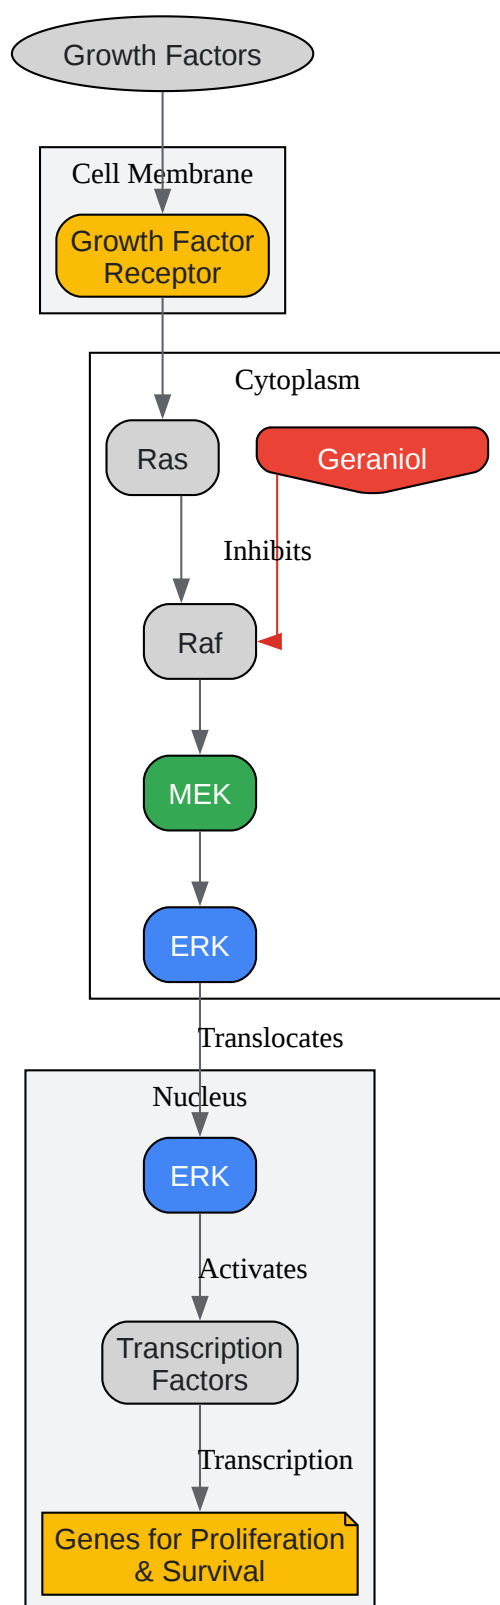 Growth Factors
Cell Membrane
Growth Factor
Receptor
Cytoplasm
Ras
Geraniol
Inhibits
Raf
MEK
ERK
Translocates
Nucleus
ERK
Activates
Transcription
Factors
Transcription
Genes for Proliferation
& Survival